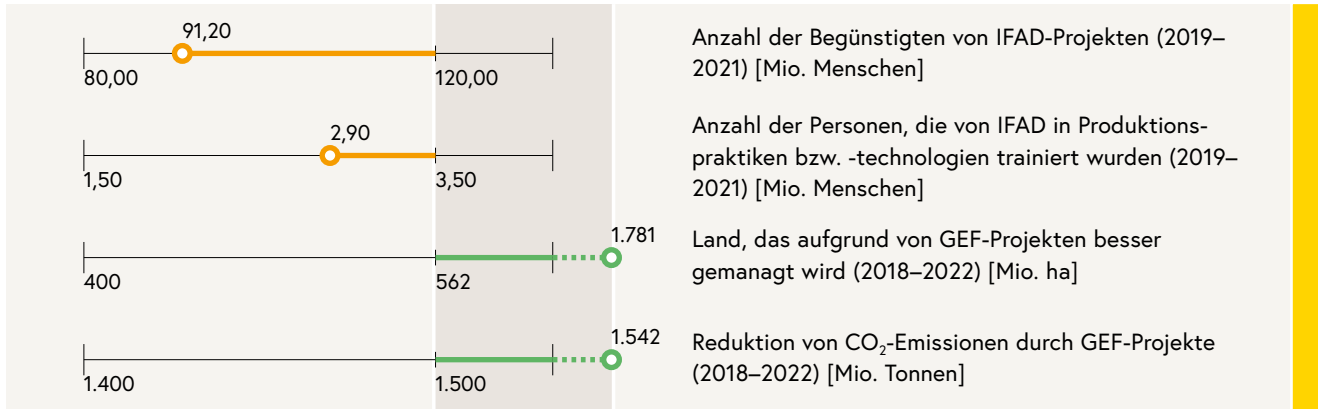 91,20
80,00
120,00
Anzahl der Begünstigten von IFAD-Projekten (2019–
2021) [Mio. Menschen]
2,90
1,50
3,50
Anzahl der Personen, die von IFAD in Produktions-
praktiken bzw. -technologien trainiert wurden (2019–
2021) [Mio. Menschen]
1.781
400
562
Land, das aufgrund von GEF-Projekten besser
gemanagt wird (2018–2022) [Mio. ha]
1.542
1.400
1.500
Reduktion von CO₂-Emissionen durch GEF-Projekte
(2018–2022) [Mio. Tonnen]